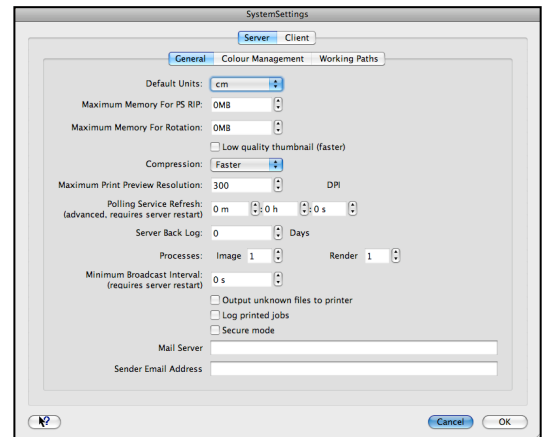 SystemSettings
Server Client
General Colour Management Working Paths
Default Units: cm
Maximum Memory For PS RIP: 0MB
Maximum Memory For Rotation: 0MB
Low quality thumbnail (faster)
Compression: Faster
Maximum Print Preview Resolution: 300 DPI
Polling Service Refresh:
(advanced, requires server restart) 0 m : 0 h : 0 s
Server Back Log: 0 Days
Processes: Image 1 Render 1
Minimum Broadcast Interval:
(requires server restart) 0 s
Output unknown files to printer
Log printed jobs
Secure mode
Mail Server
Sender Email Address
? Cancel OK